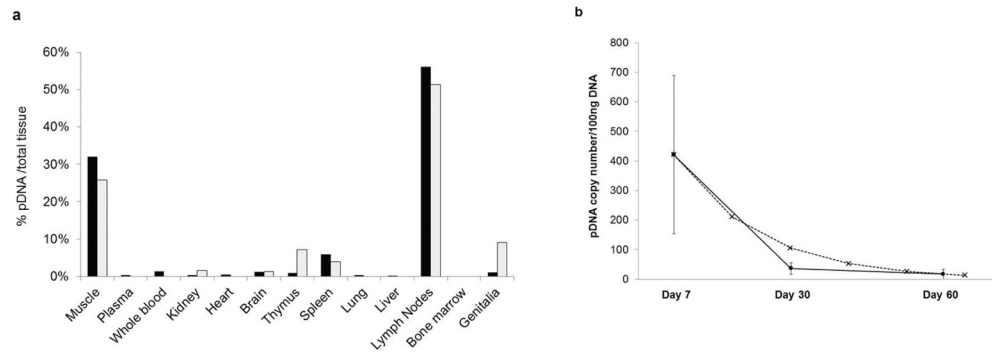 a
% pDNA /total tissue
60%
50%
40%
30%
20%
10%
0%
Muscle
Plasma
Whole blood
Kidney
Heart
Brain
Thymus
Spleen
Lung
Liver
Lymph Nodes
Bone marrow
Genitalia
b
pDNA copy number/100ng DNA
800
700
600
500
400
300
200
100
0
Day 7
Day 30
Day 60